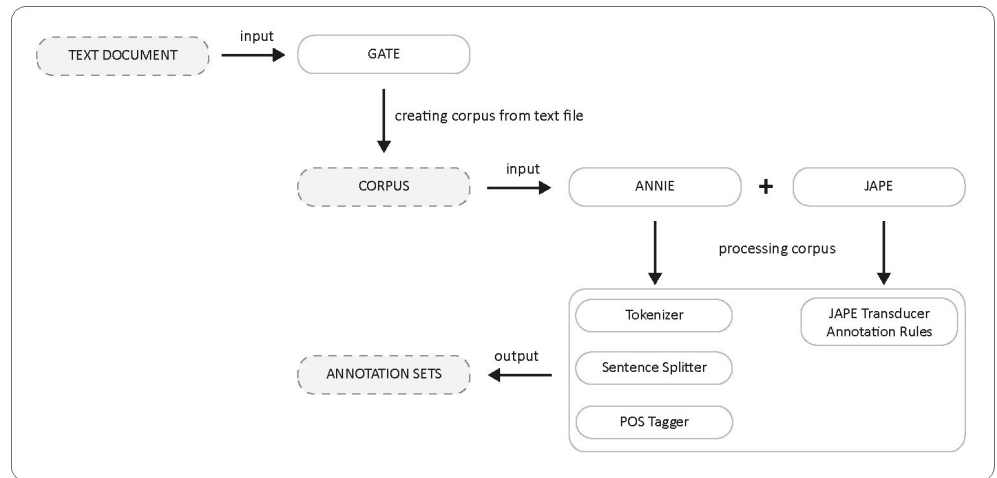 TEXT DOCUMENT
input
GATE
creating corpus from text file
CORPUS
input
ANNIE
+
JAPE
processing corpus
Tokenizer
JAPE Transducer
Annotation Rules
Sentence Splitter
POS Tagger
output
ANNOTATION SETS